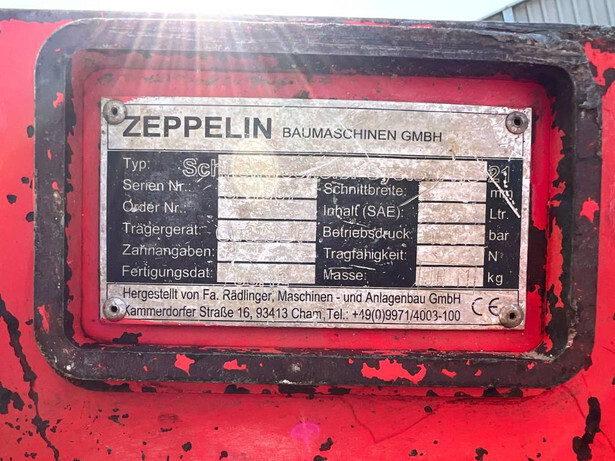 ZEPPELIN BAUMASCHINEN GMBH
Typ:
Serien Nr.: Schnittbreite: mm
Order Nr.: Inhalt (SAE): Ltr.
Trägergerät: Betriebsdruck: bar
Zahnangaben: Tragfähigkeit: N
Fertigungsdat: Masse: kg
Hergestellt von Fa. Rädlinger, Maschinen - und Anlagenbau GmbH
Kammerdorfer Straße 16, 93413 Cham, Tel.: +49(0)9971/4003-100
CE